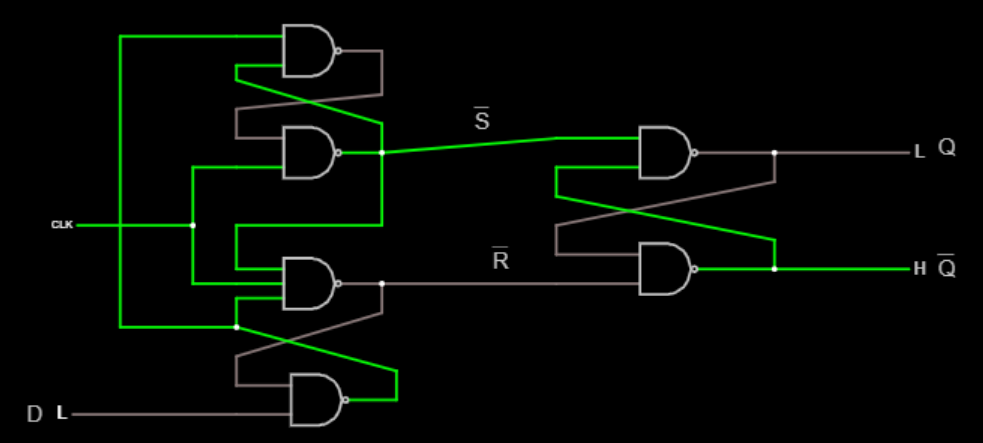 S̅
L Q
CLK
R̅
H Q̅
D L